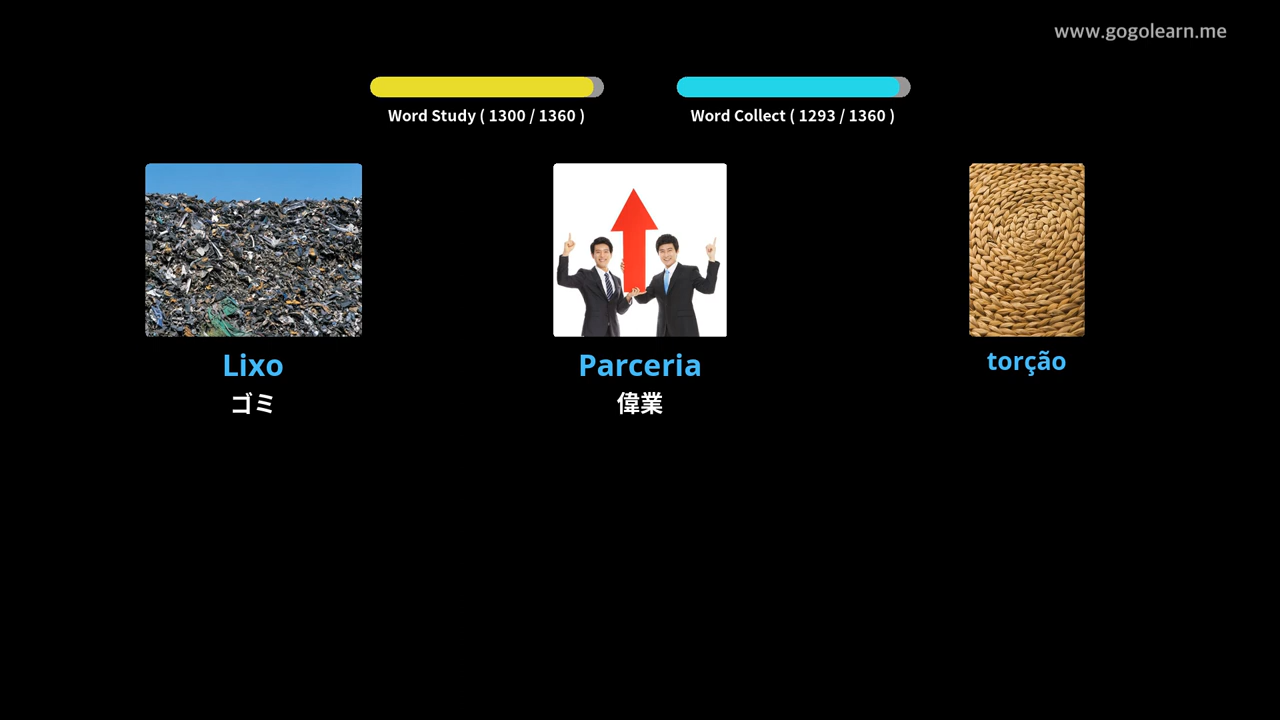 www.gogolearn.me
Word Study ( 1300 / 1360 )
Word Collect ( 1293 / 1360 )
Lixo
ゴミ
Parceria
偉業
torção